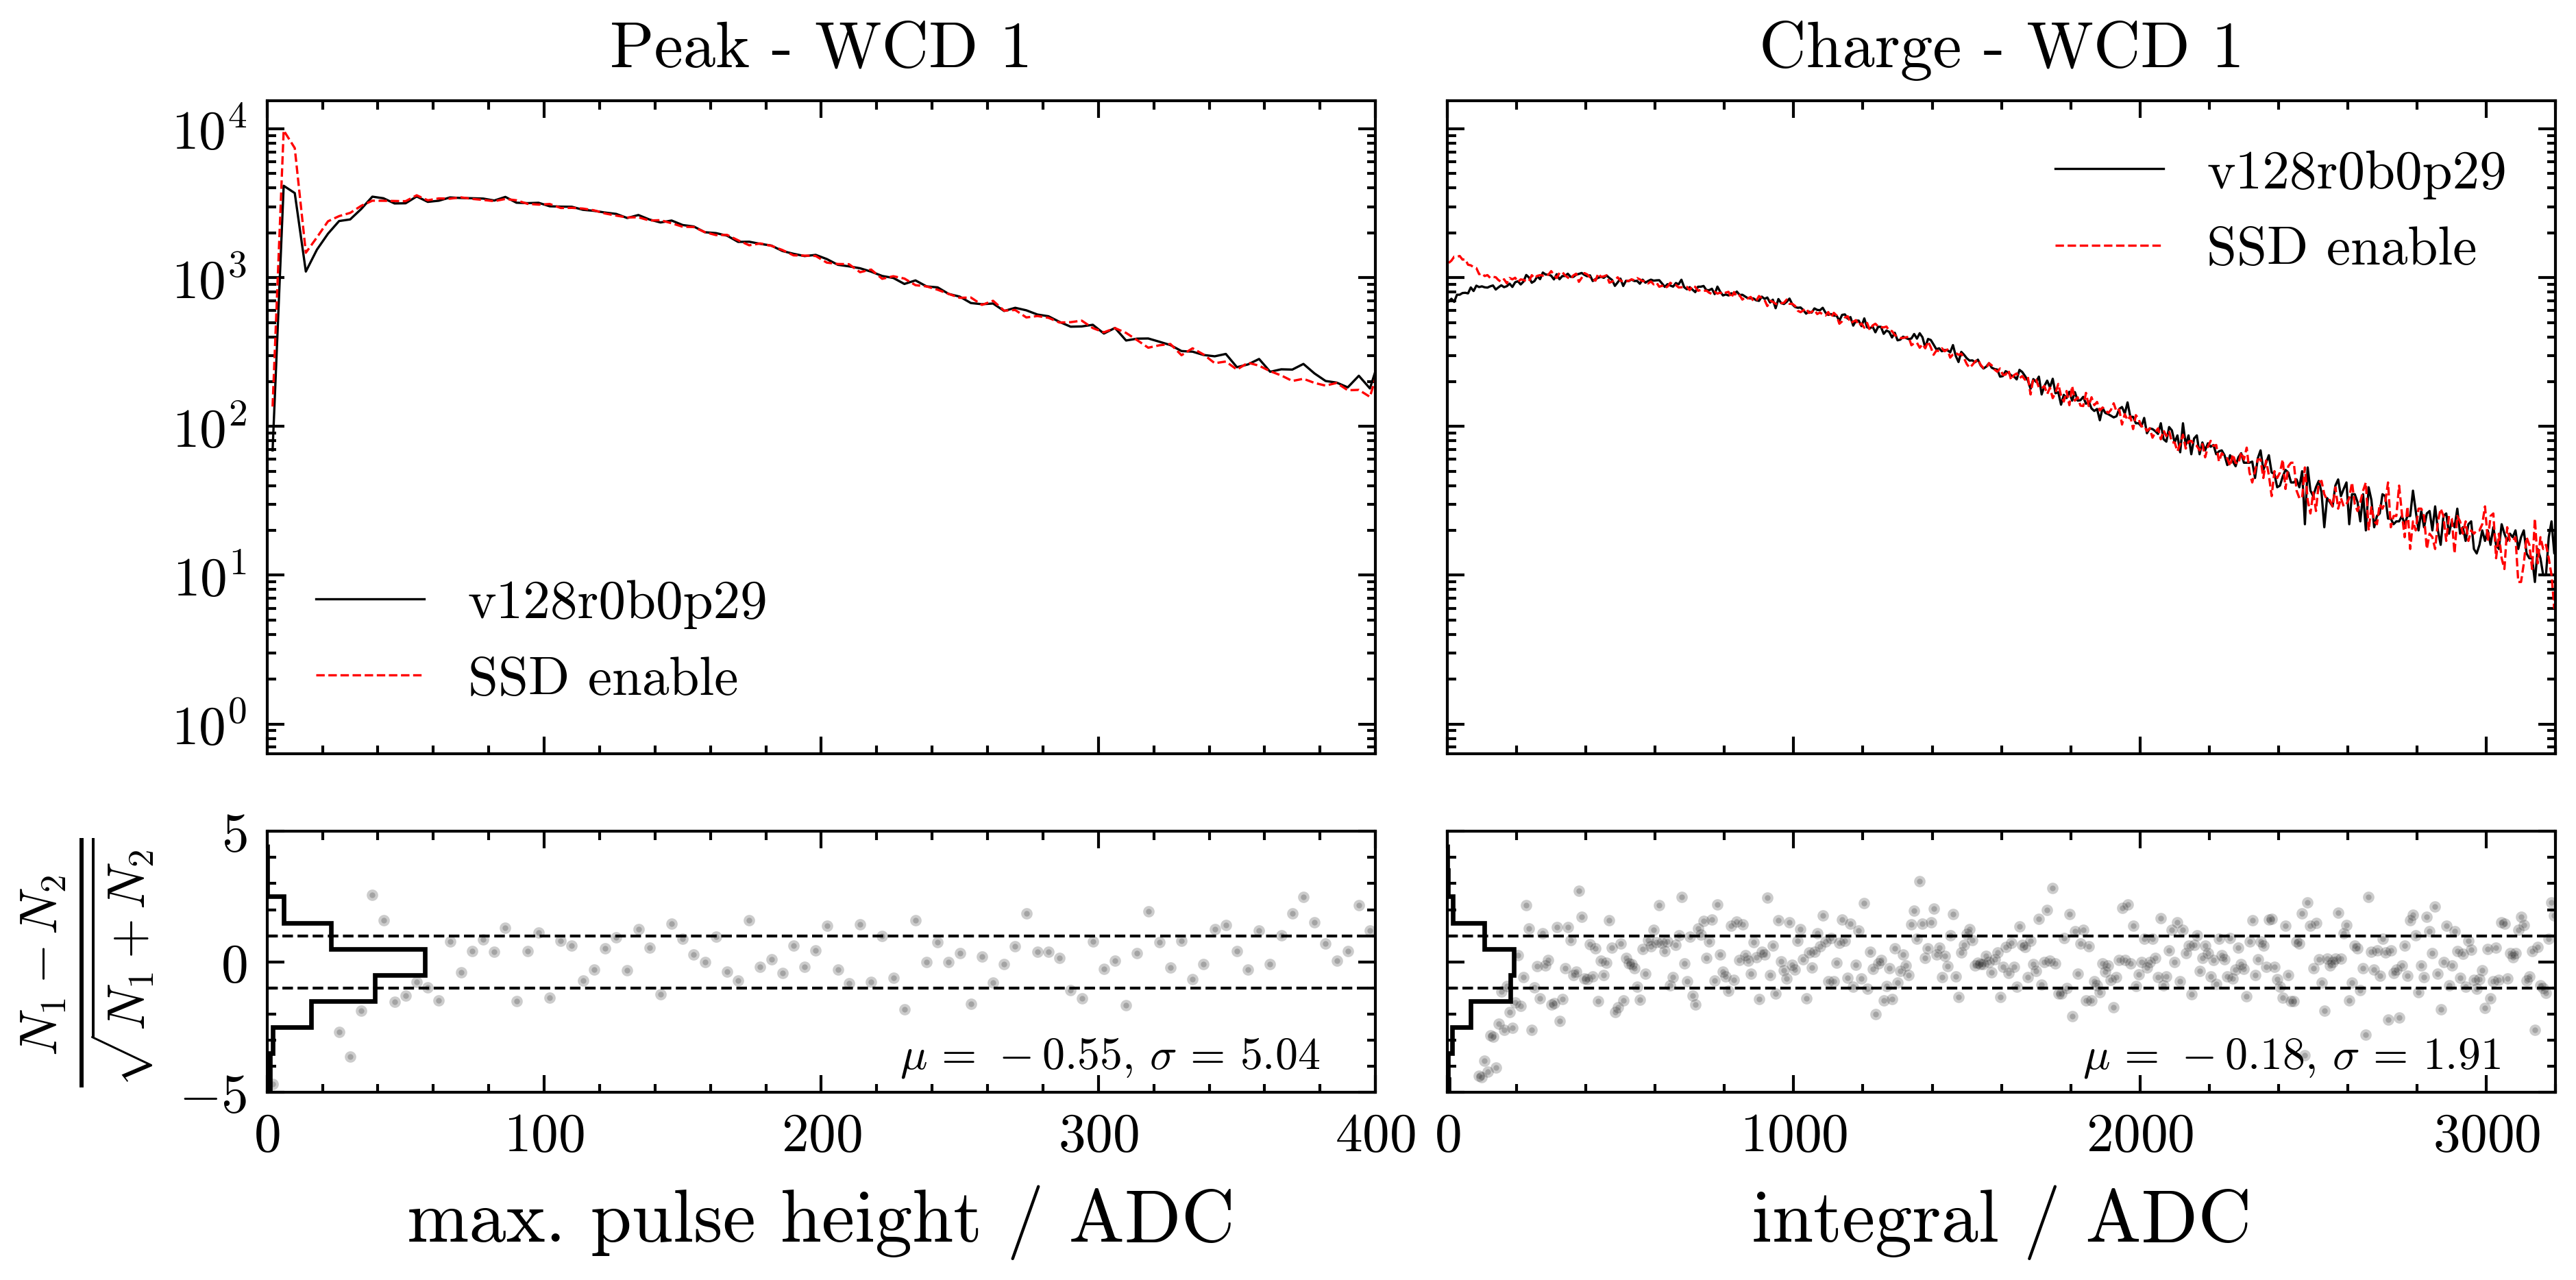 Peak - WCD 1
Charge - WCD 1
10^4
10^3
10^2
10^1
10^0
v128r0b0p29
SSD enable
v128r0b0p29
SSD enable
N_1 − N_2
√N_1 + N_2
5
0
−5
μ = −0.55, σ = 5.04
μ = −0.18, σ = 1.91
0 100 200 300 400
0 1000 2000 3000
max. pulse height / ADC
integral / ADC